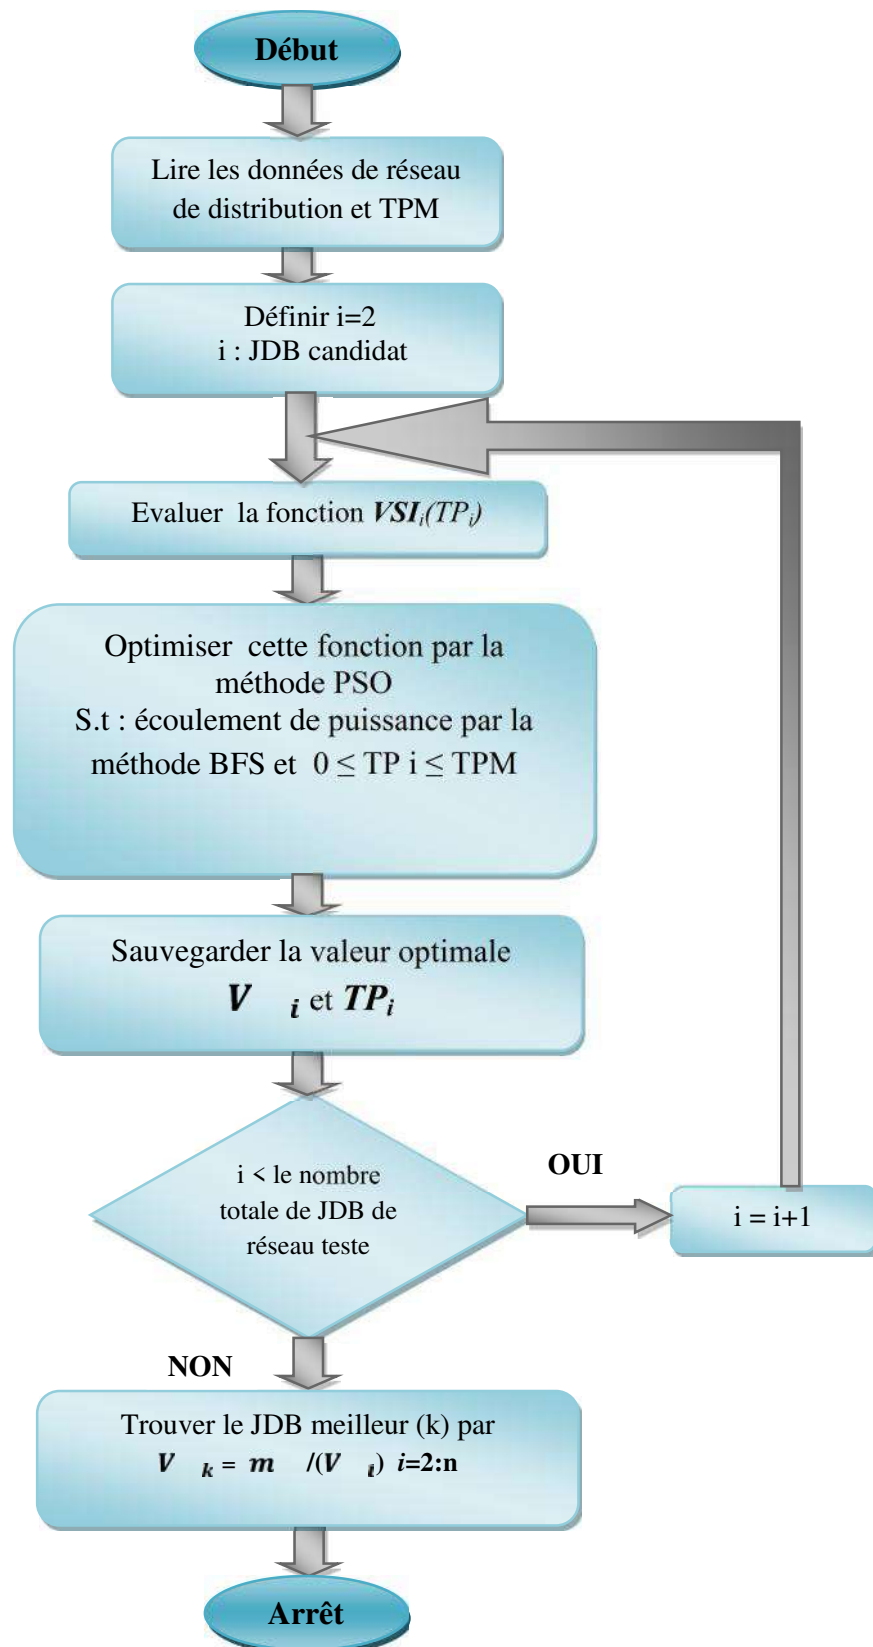 Début
Lire les données de réseau
de distribution et TPM
Définir i=2
i : JDB candidat
Evaluer la fonction VSIi(TPi)
Optimiser cette fonction par la
méthode PSO
S.t : écoulement de puissance par la
méthode BFS et 0 ≤ TP i ≤ TPM
Sauvegarder la valeur optimale
V i et TPi
i < le nombre
totale de JDB de
réseau teste
OUI
i = i+1
NON
Trouver le JDB meilleur (k) par
V k = m /(V i) i=2:n
Arrêt